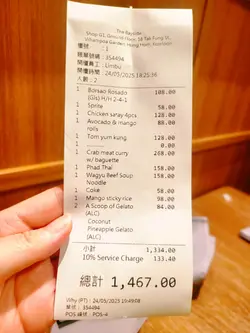 The Bayside
Shop G1, Ground Floor, 18 Tak Fung St,
Whampoa Garden, Hung Hom, Kowloon
檯號 :
: 1
單號 : 354494
開檯員工 : Limbu
開檯時間 : 24/05/2025 18:25:36
人數 : 2
1 Borsao Rosado 108.00
(Gls) H/H 2-4-1
1 Sprite 58.00
1 Chicken satay 6pcs 128.00
1 Avocado & mango 88.00
rolls
1 Tom yum kung 128.00
1 --------- 0.00
1 Crab meat curry 268.00
w/ baguette
1 Phad Thai 158.00
1 Wagyu Beef Soup 158.00
Noodle
1 Coke 58.00
1 Mango sticky rice 98.00
2 A Scoop of Gelato 84.00
(ALC)
Coconut
Pineapple Gelato
(ALC)
小計 1,334.00
10% Service Charge 133.40
總計 1,467.00
Why (PT) : 24/05/2025 19:49:08
單號 : 354494
POS 編號 : POS-4